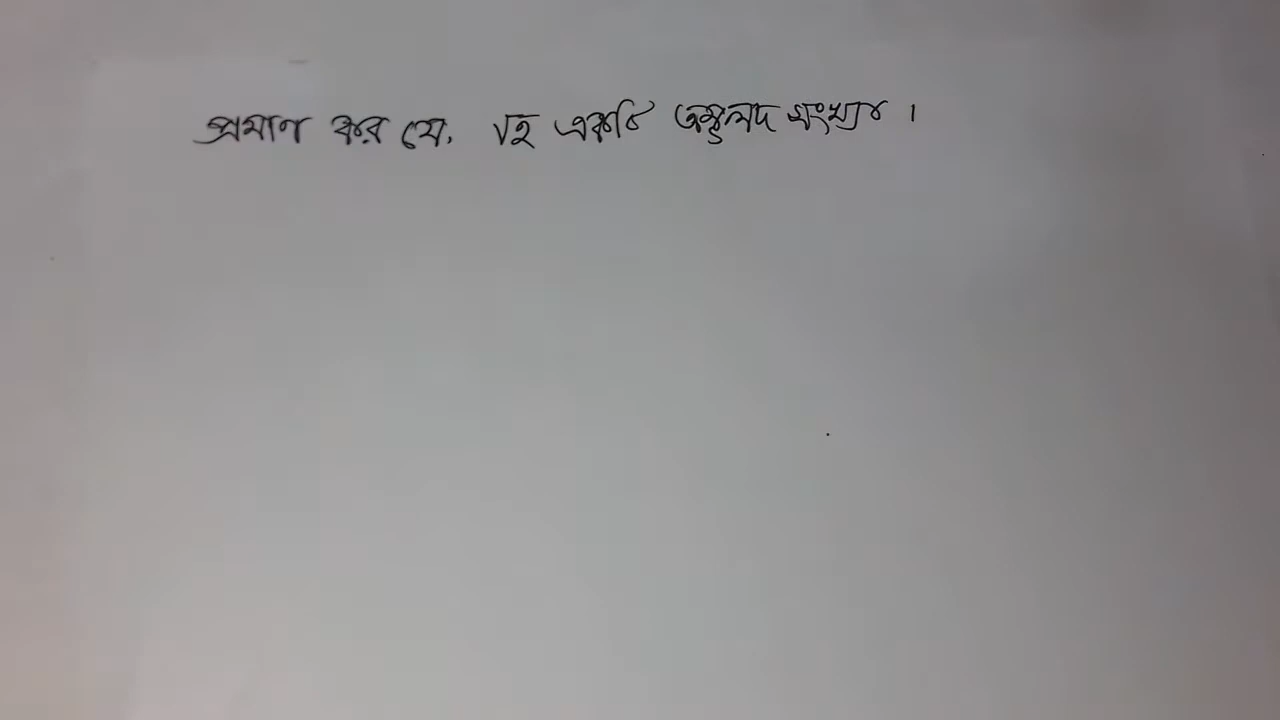 প্রমাণ কর যে, √২ একটি অমূলদ সংখ্যা ।